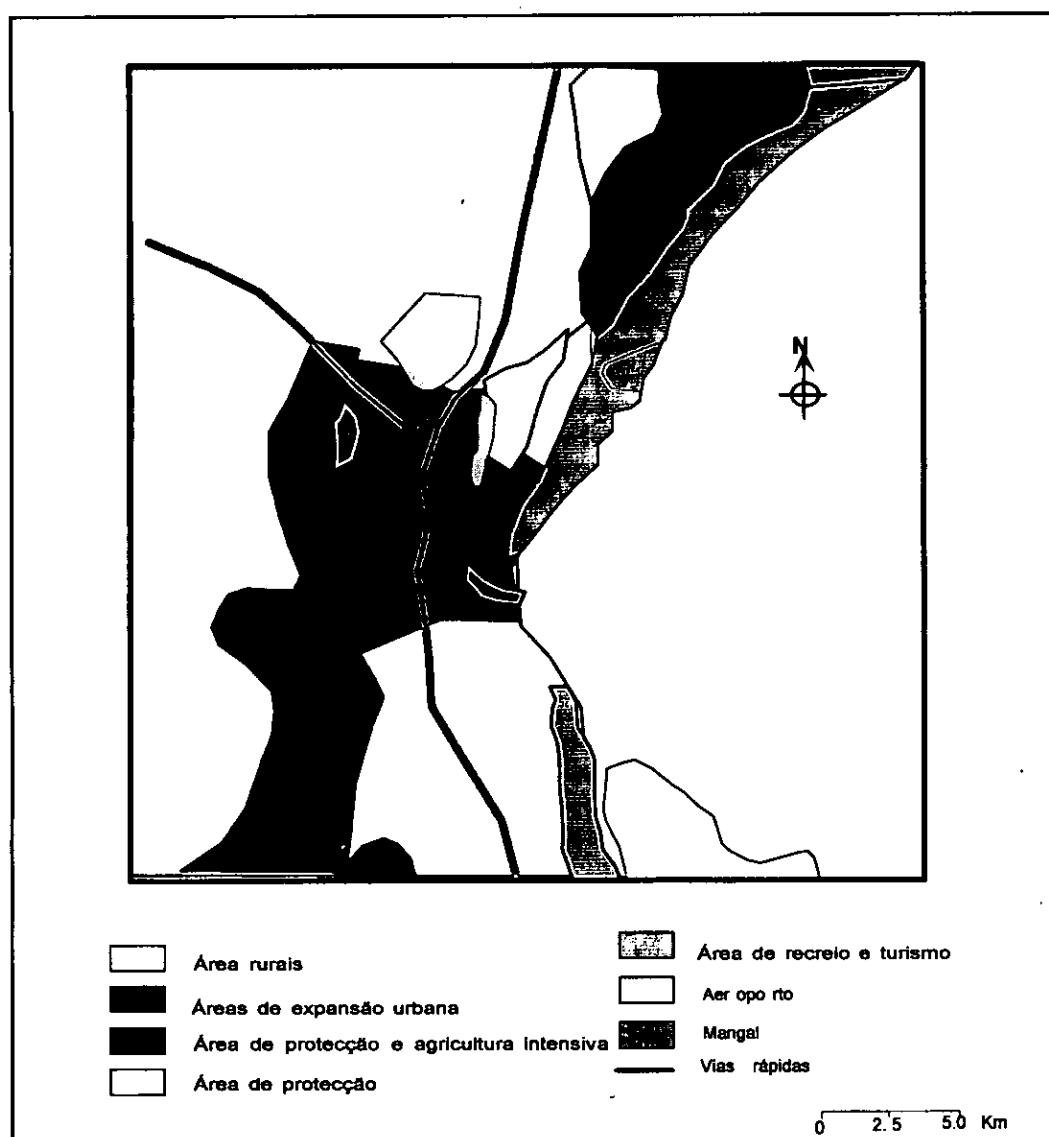 N
Área rurais
Áreas de expansão urbana
Área de protecção e agricultura intensiva
Área de protecção
Área de recreio e turismo
Aer opo rto
Mangal
Vias rápidas
0 2. 5 5.0 Km